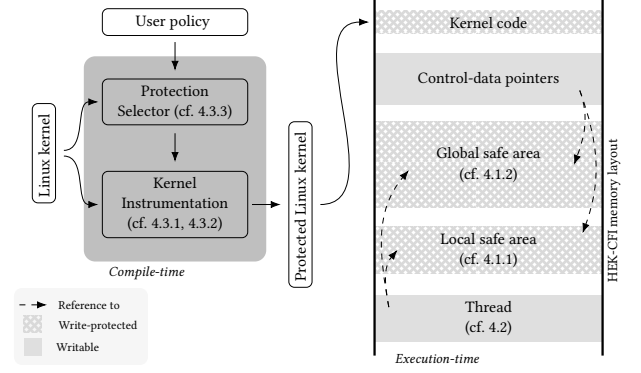 User policy
Protection
Selector (cf. 4.3.3)
Linux kernel
Kernel
Instrumentation
(cf. 4.3.1, 4.3.2)
Compile-time
Protected Linux kernel
Reference to
Write-protected
Writable
Kernel code
Control-data pointers
Global safe area
(cf. 4.1.2)
Local safe area
(cf. 4.1.1)
Thread
(cf. 4.2)
HEK-CFI memory layout
Execution-time